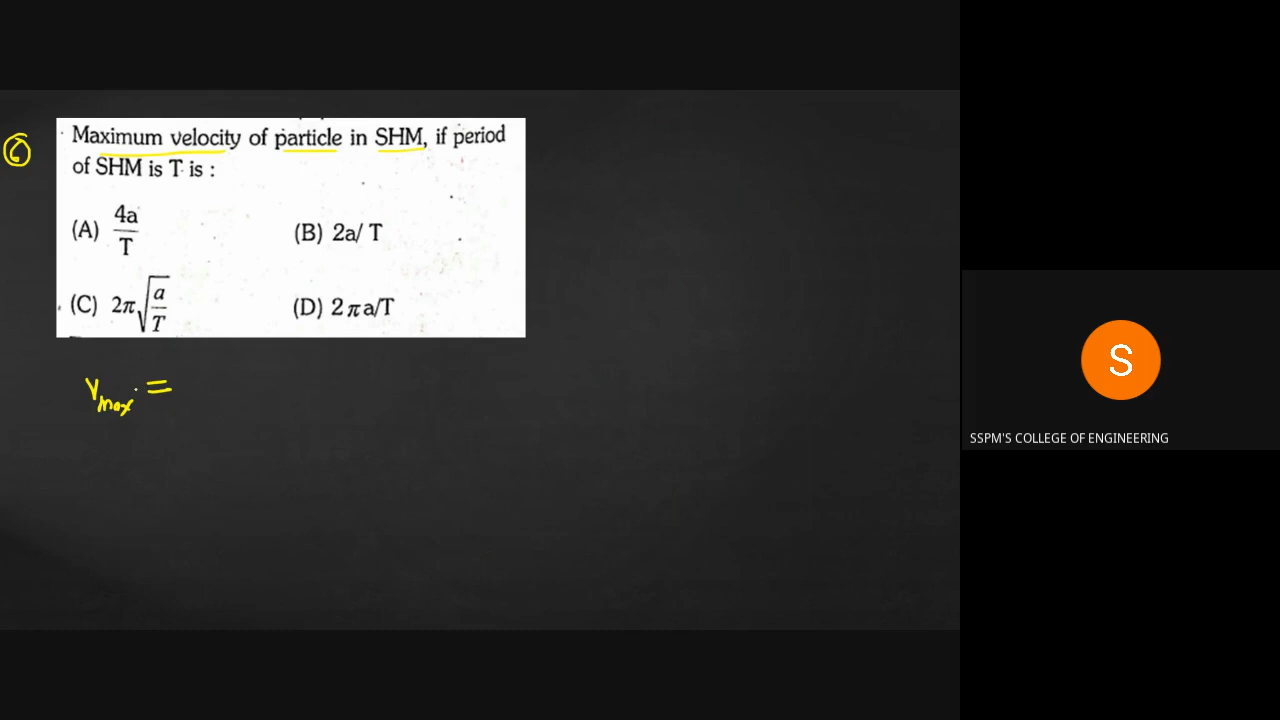 6
Maximum velocity of particle in SHM, if period
of SHM is T is :
(A) 4a/T
(B) 2a/ T
(C) 2π√a/T
(D) 2πa/T
Vmax =
S
SSPM'S COLLEGE OF ENGINEERING